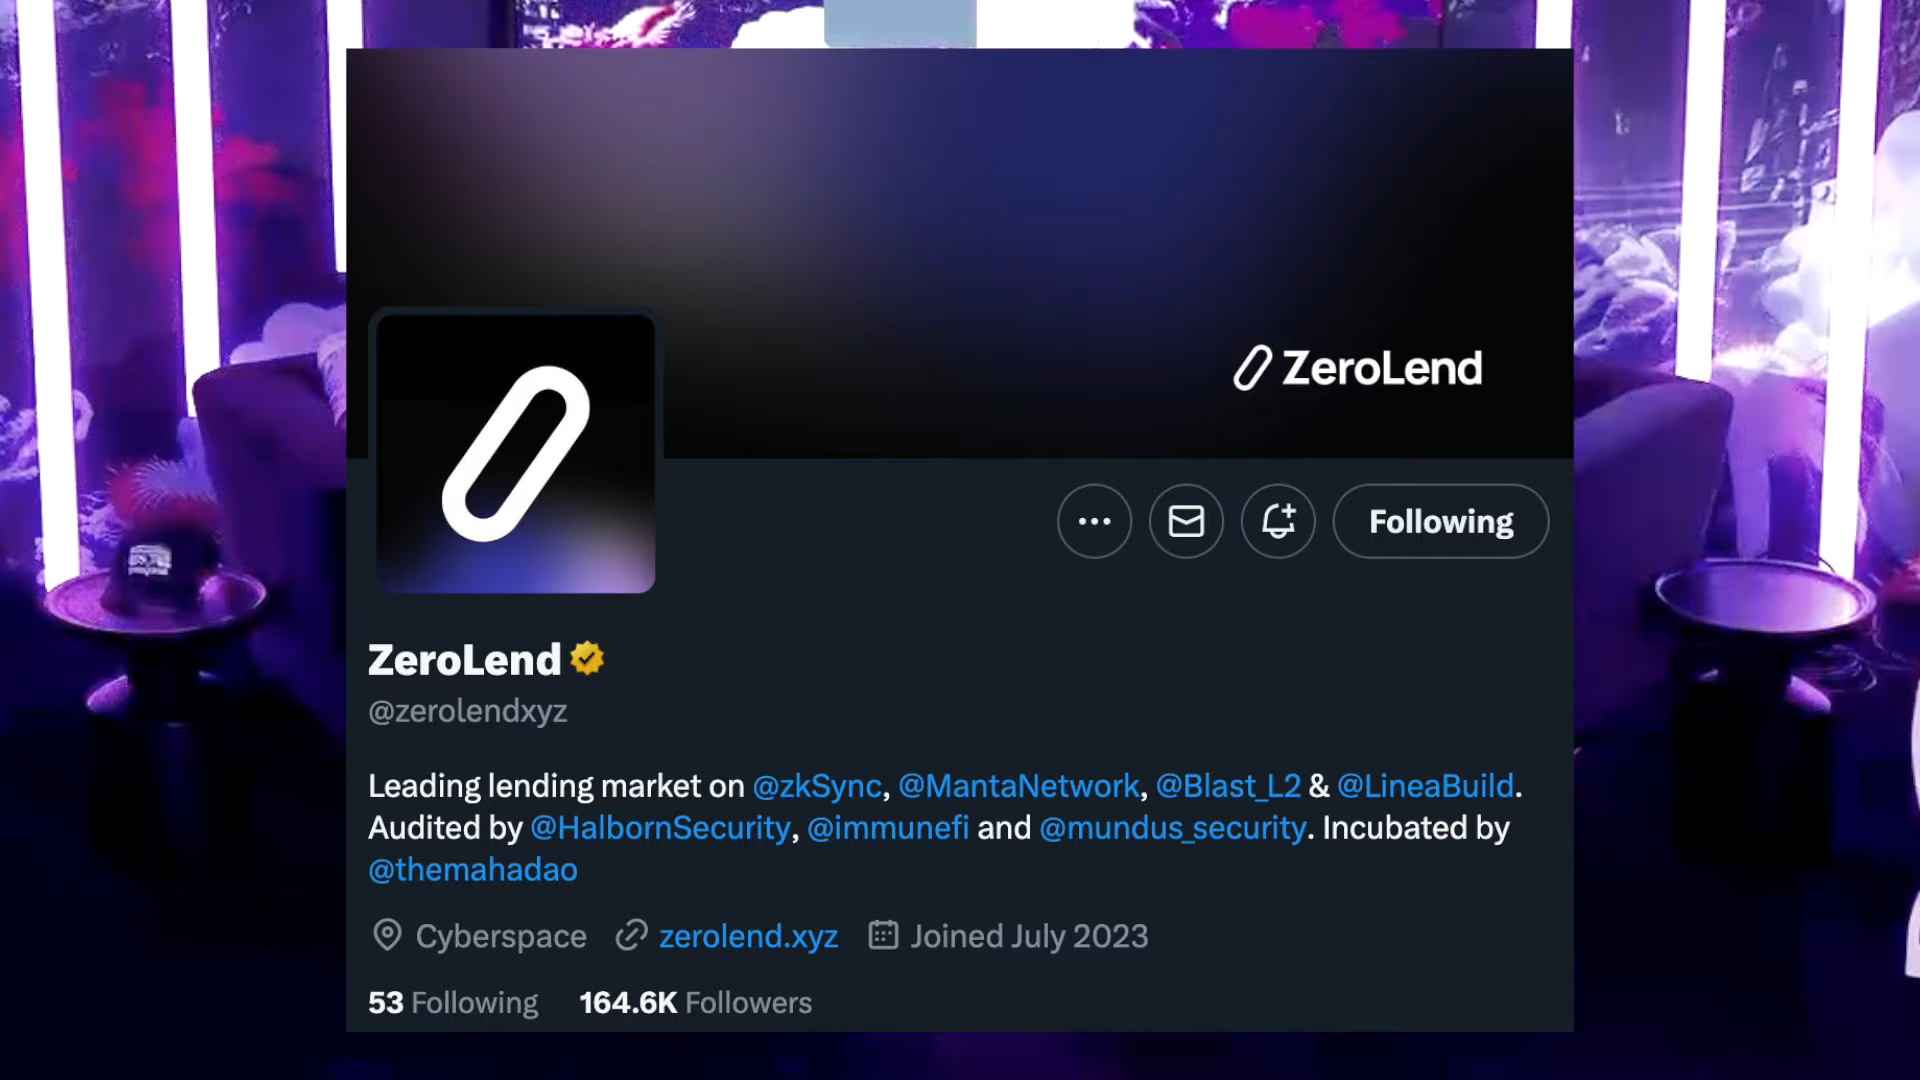 ZeroLend
Following
ZeroLend
@zerolendxyz
Leading lending market on @zkSync, @MantaNetwork, @Blast_L2 & @LineaBuild.
Audited by @HalbornSecurity, @immunefi and @mundus_security. Incubated by
@themahadao
Cyberspace zerolend.xyz Joined July 2023
53 Following 164.6K Followers